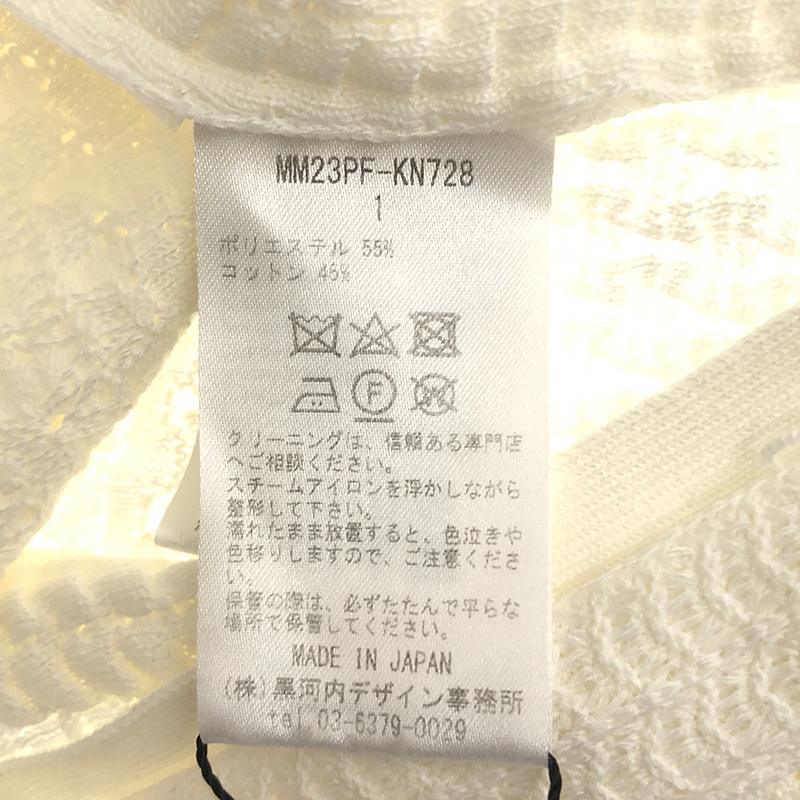 MM23PF-KN728
1
ポリエステル 55%
コットン 45%
F
W
クリーニングは、信頼ある専門店
へご相談ください。
スチームアイロンを浮かしながら
整形して下さい。
濡れたまま放置すると、色泣きや
色移りしますので、ご注意くださ
い。
保管の際は、必ずたたんで平らな
場所で保管してください。
MADE IN JAPAN
(株)黒河内デザイン事務所
tel 03-6379-0029